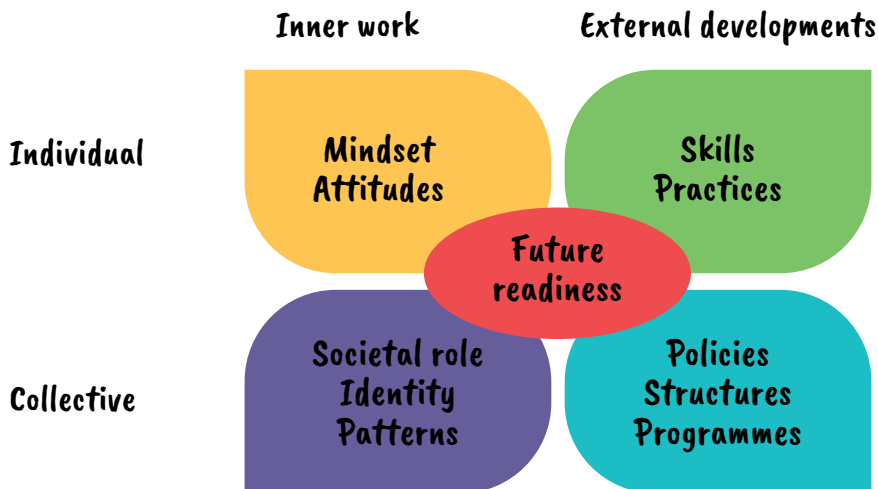 Inner work
External developments
Individual
Mindset
Attitudes
Skills
Practices
Future
readiness
Collective
Societal role
Identity
Patterns
Policies
Structures
Programmes